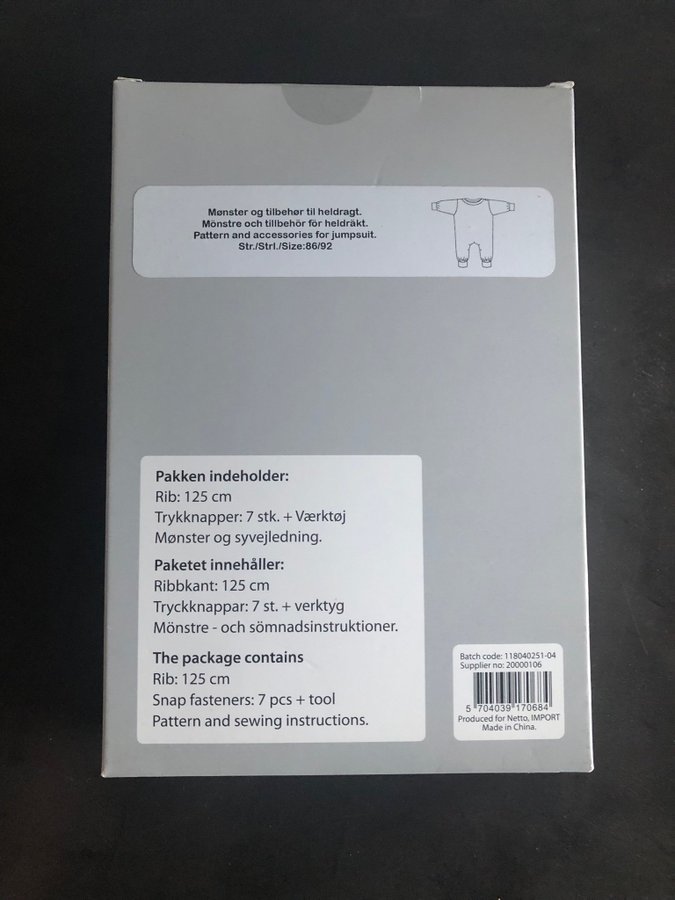 Mønster og tilbehør til heldragt.
Mönstre och tillbehör för heldräkt.
Pattern and accessories for jumpsuit.
Str./Strl./Size:86/92
Pakken indeholder:
Rib: 125 cm
Trykknapper: 7 stk. + Værktøj
Mønster og syvejledning.
Paketet innehåller:
Ribbkant: 125 cm
Tryckknappar: 7 st. + verktyg
Mönstre - och sömnadsinstruktioner.
The package contains
Rib: 125 cm
Snap fasteners: 7 pcs + tool
Pattern and sewing instructions.
Batch code: 118040251-04
Supplier no: 20000106
5 704039 170684
Produced for Netto, IMPORT
Made in China.